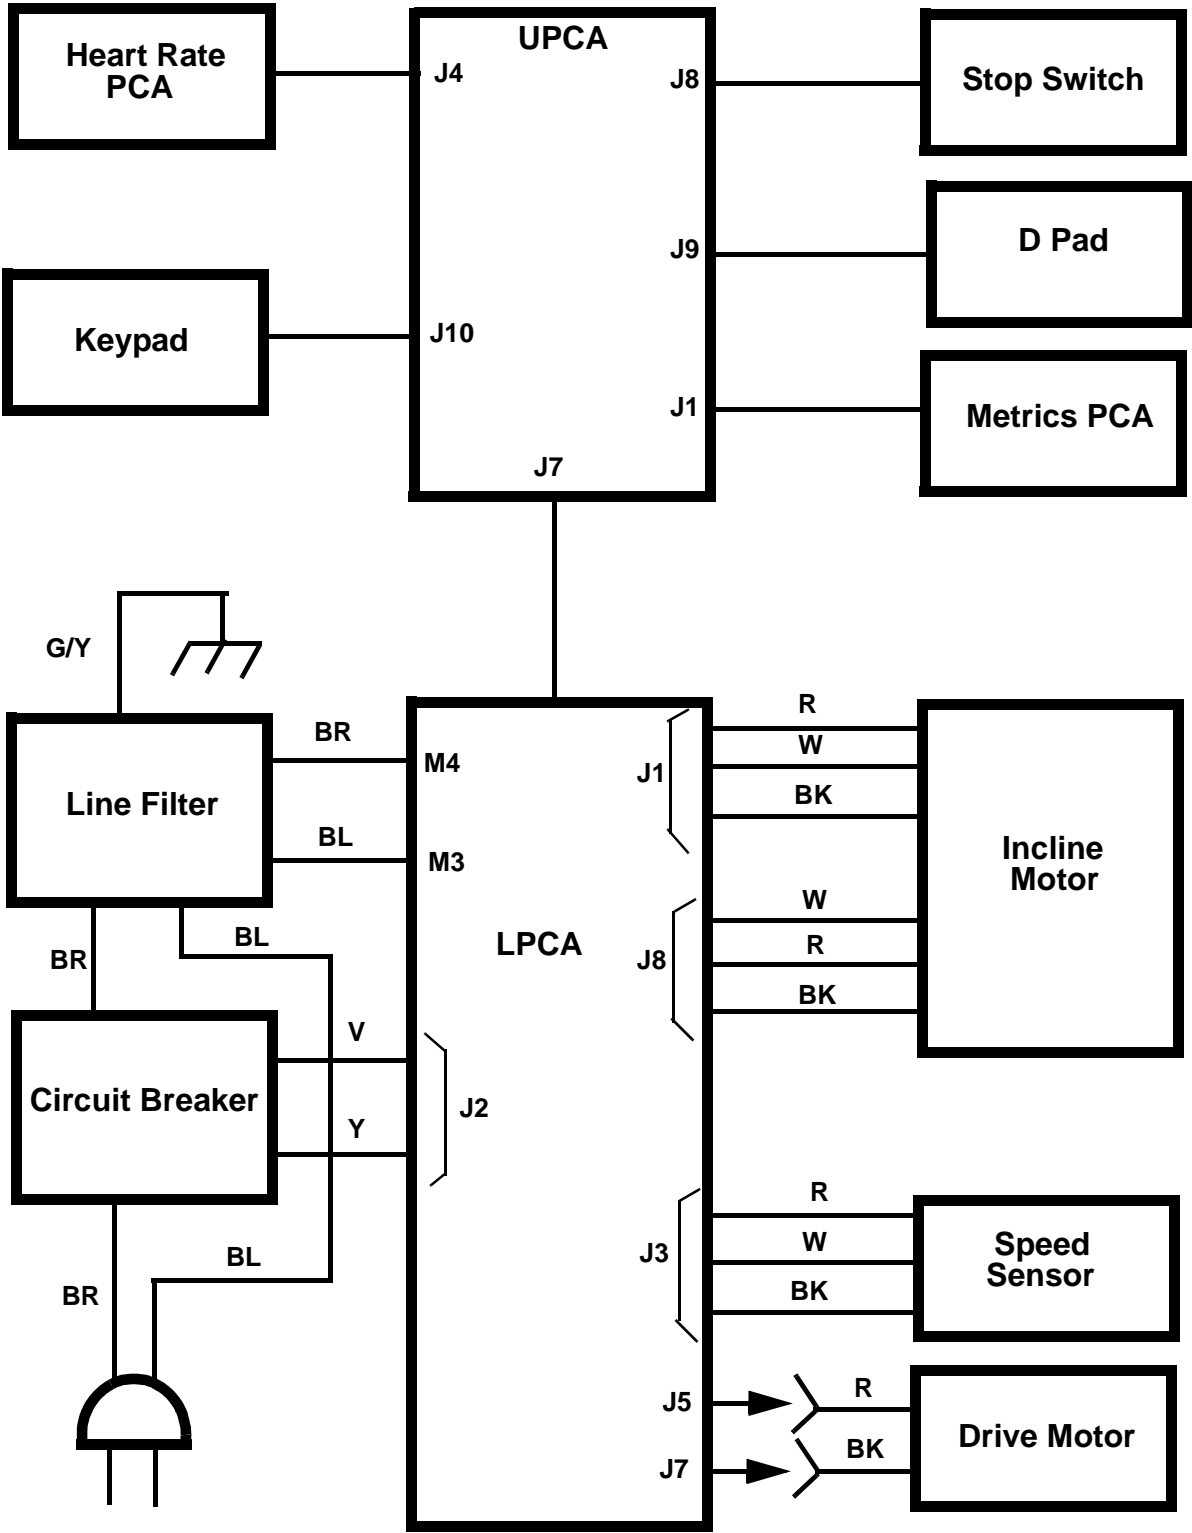 Heart Rate
PCA
UPCA
J4
J8
Stop Switch
J9
D Pad
Keypad
J10
J1
Metrics PCA
J7
G/Y
BR
M4
Line Filter
BL
M3
J1
R
W
BK
Incline
Motor
LPCA
J8
W
R
BK
BR
BL
Circuit Breaker
V
Y
J2
BR
BL
J3
R
W
BK
Speed
Sensor
J5
R
J7
BK
Drive Motor